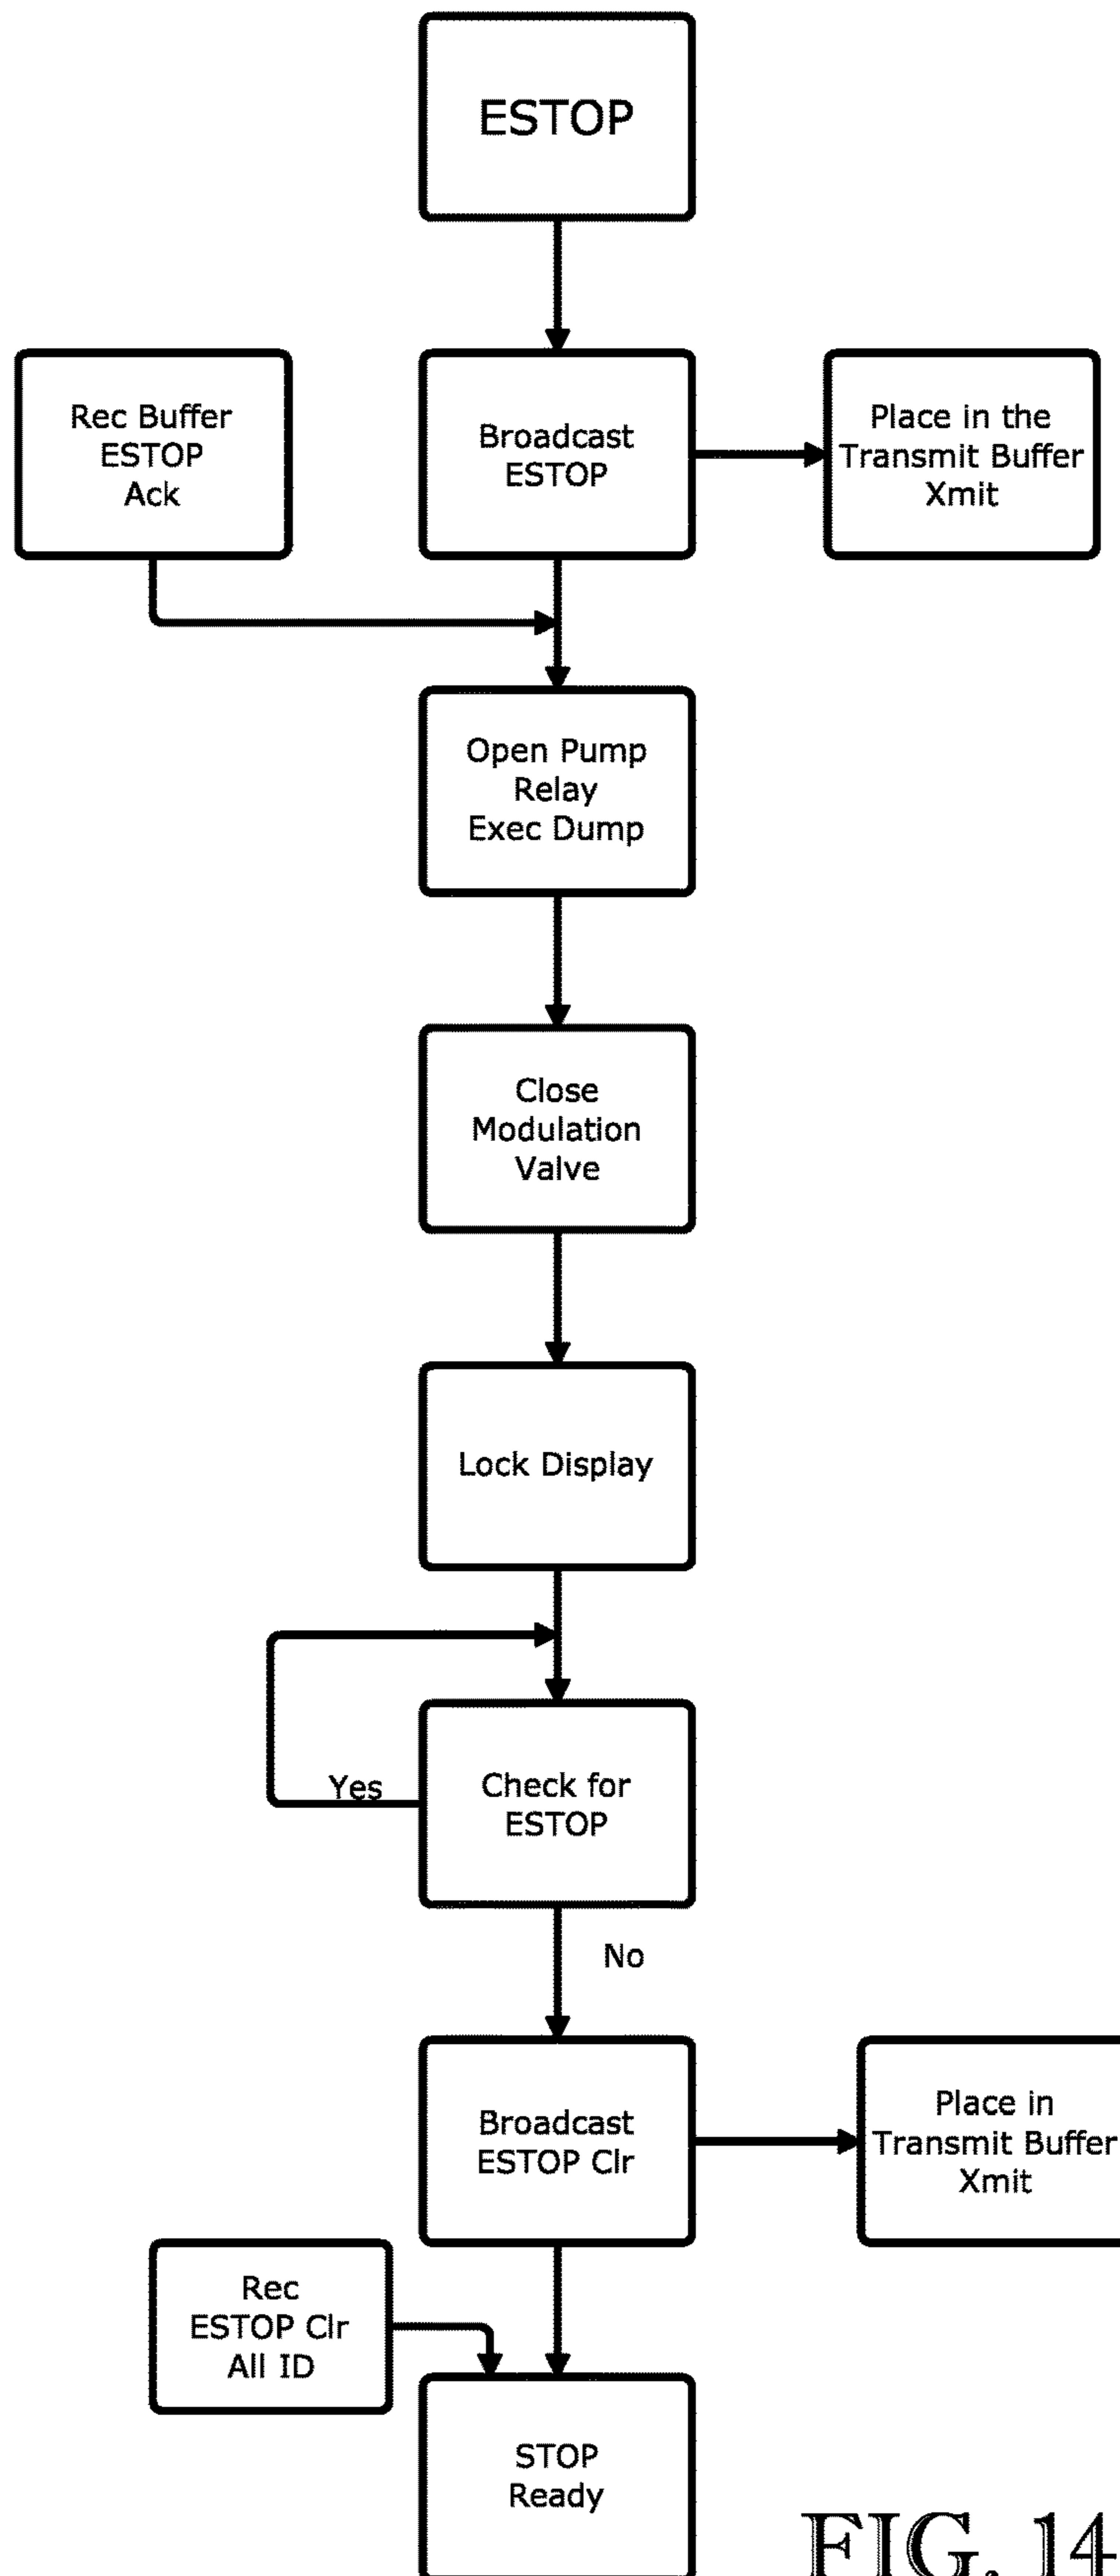 ESTOP
Rec Buffer
ESTOP
Ack
Broadcast
ESTOP
Place in the
Transmit Buffer
Xmit
Open Pump
Relay
Exec Dump
Close
Modulation
Valve
Lock Display
Yes
Check for
ESTOP
No
Broadcast
ESTOP Clr
Place in
Transmit Buffer
Xmit
Rec
ESTOP Clr
All ID
STOP
Ready
FIG. 14